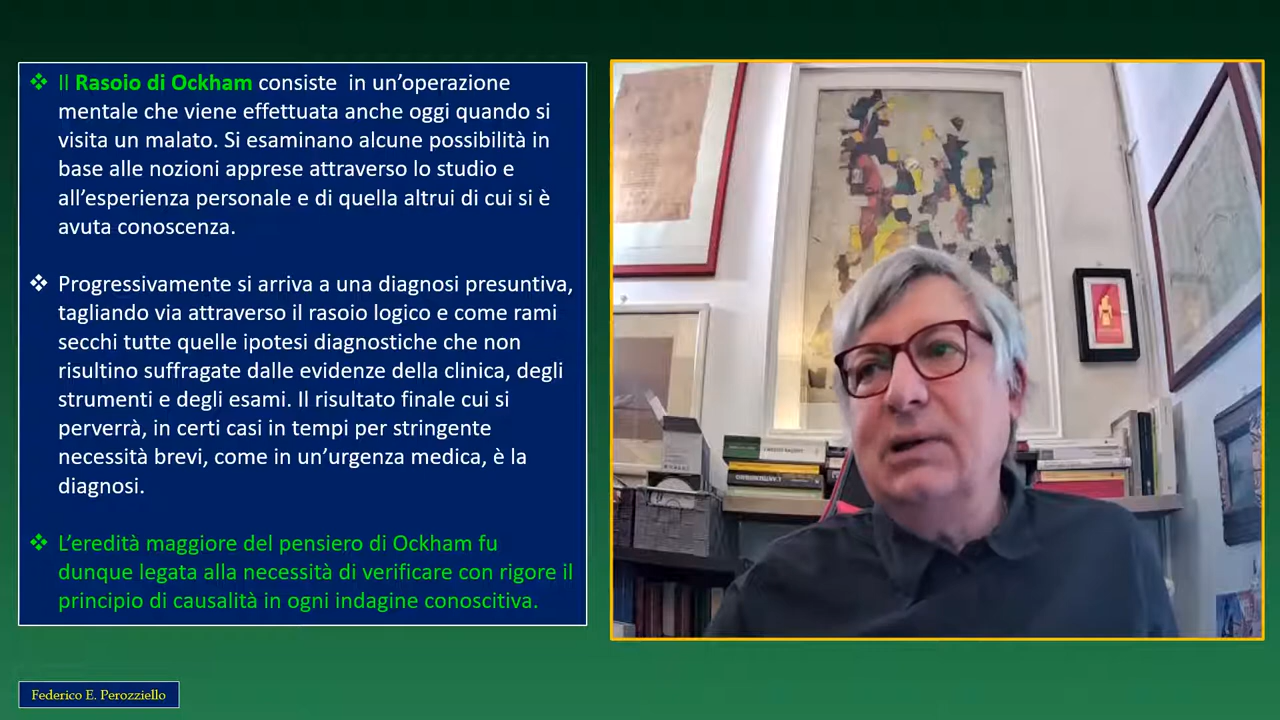 ❖ Il Rasoio di Ockham consiste in un'operazione
mentale che viene effettuata anche oggi quando si
visita un malato. Si esaminano alcune possibilità in
base alle nozioni apprese attraverso lo studio e
all'esperienza personale e di quella altrui di cui si è
avuta conoscenza.
❖ Progressivamente si arriva a una diagnosi presuntiva,
tagliando via attraverso il rasoio logico e come rami
secchi tutte quelle ipotesi diagnostiche che non
risultino suffragate dalle evidenze della clinica, degli
strumenti e degli esami. Il risultato finale cui si
perverrà, in certi casi in tempi per stringente
necessità brevi, come in un'urgenza medica, è la
diagnosi.
❖ L'eredità maggiore del pensiero di Ockham fu
dunque legata alla necessità di verificare con rigore il
principio di causalità in ogni indagine conoscitiva.
Federico E. Perozziello